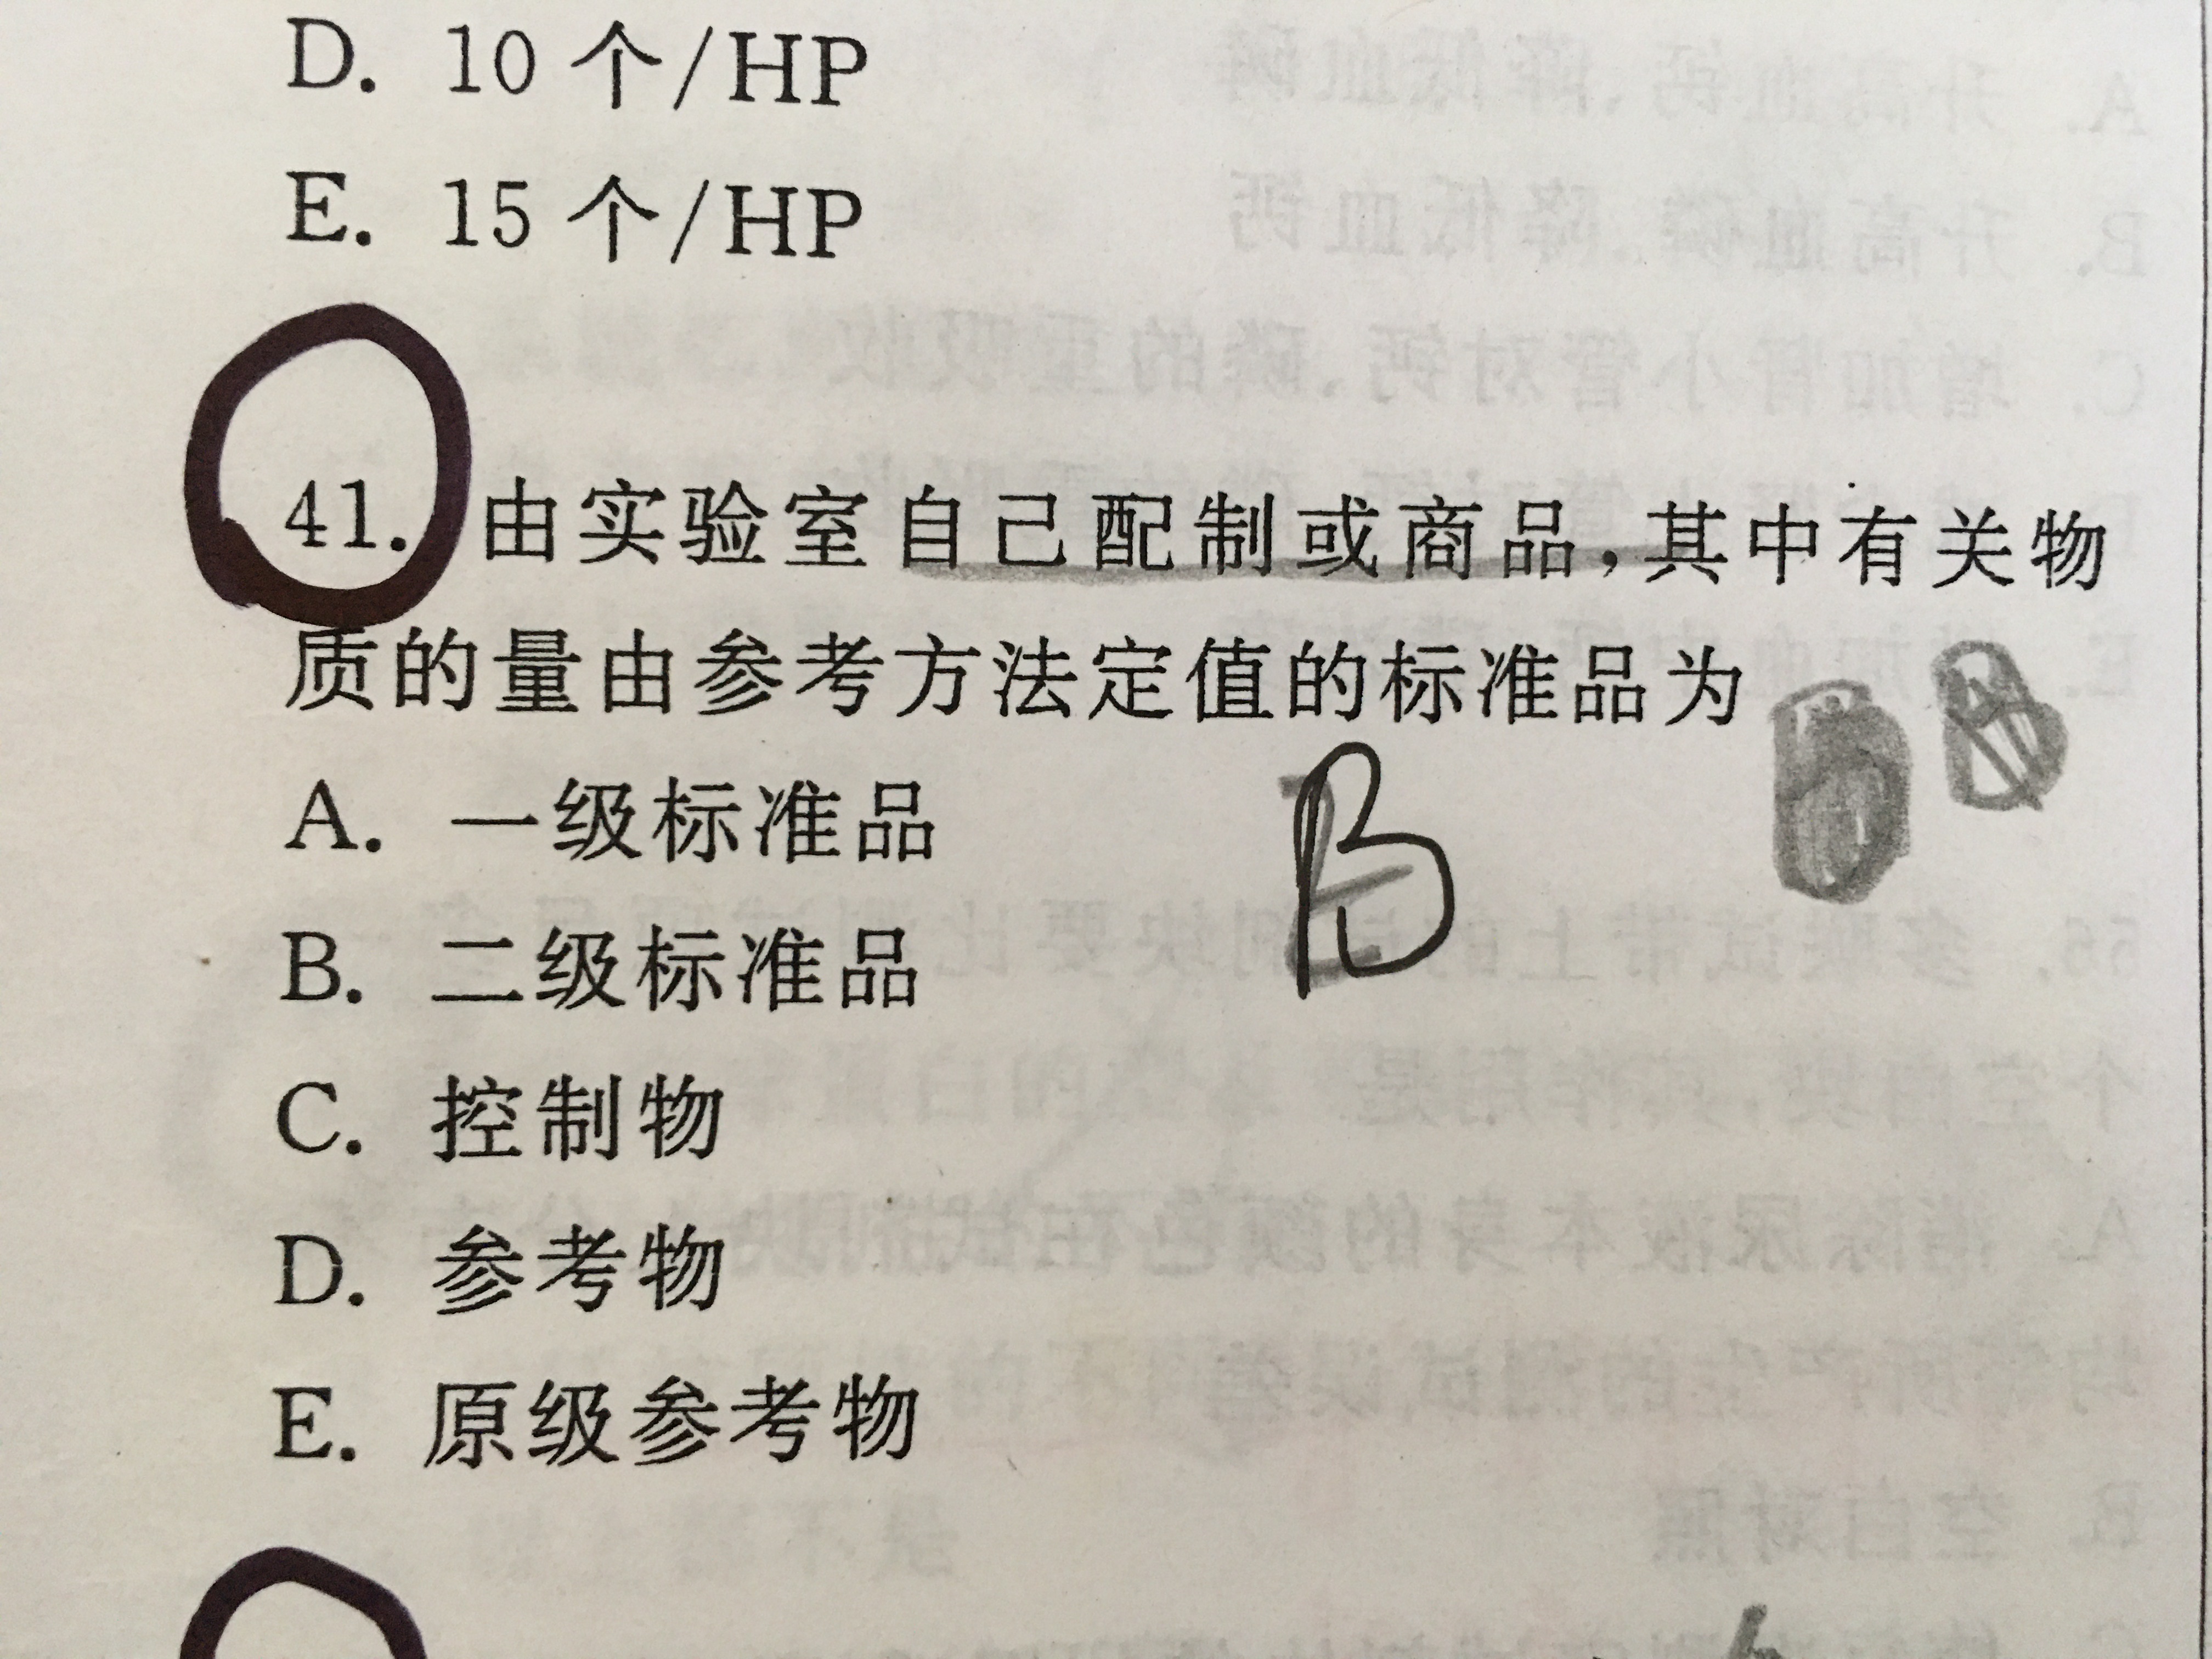 D. 10 个/HP
E. 15 个/HP
41. 由实验室自己配制或商品,其中有关物
质的量由参考方法定值的标准品为
A. 一级标准品
B. 二级标准品
B
C. 控制物
D. 参考物
E. 原级参考物